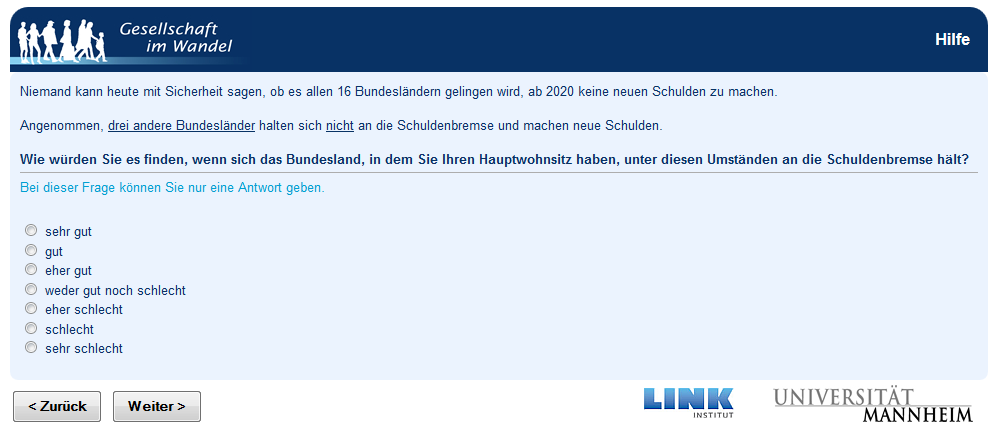 Gesellschaft
im Wandel
Hilfe
Niemand kann heute mit Sicherheit sagen, ob es allen 16 Bundesländern gelingen wird, ab 2020 keine neuen Schulden zu machen.
Angenommen, drei andere Bundesländer halten sich nicht an die Schuldenbremse und machen neue Schulden.
Wie würden Sie es finden, wenn sich das Bundesland, in dem Sie Ihren Hauptwohnsitz haben, unter diesen Umständen an die Schuldenbremse hält?
Bei dieser Frage können Sie nur eine Antwort geben.
sehr gut
gut
eher gut
weder gut noch schlecht
eher schlecht
schlecht
sehr schlecht
< Zurück
Weiter >
LINK
INSTITUT
UNIVERSITÄT
MANNHEIM